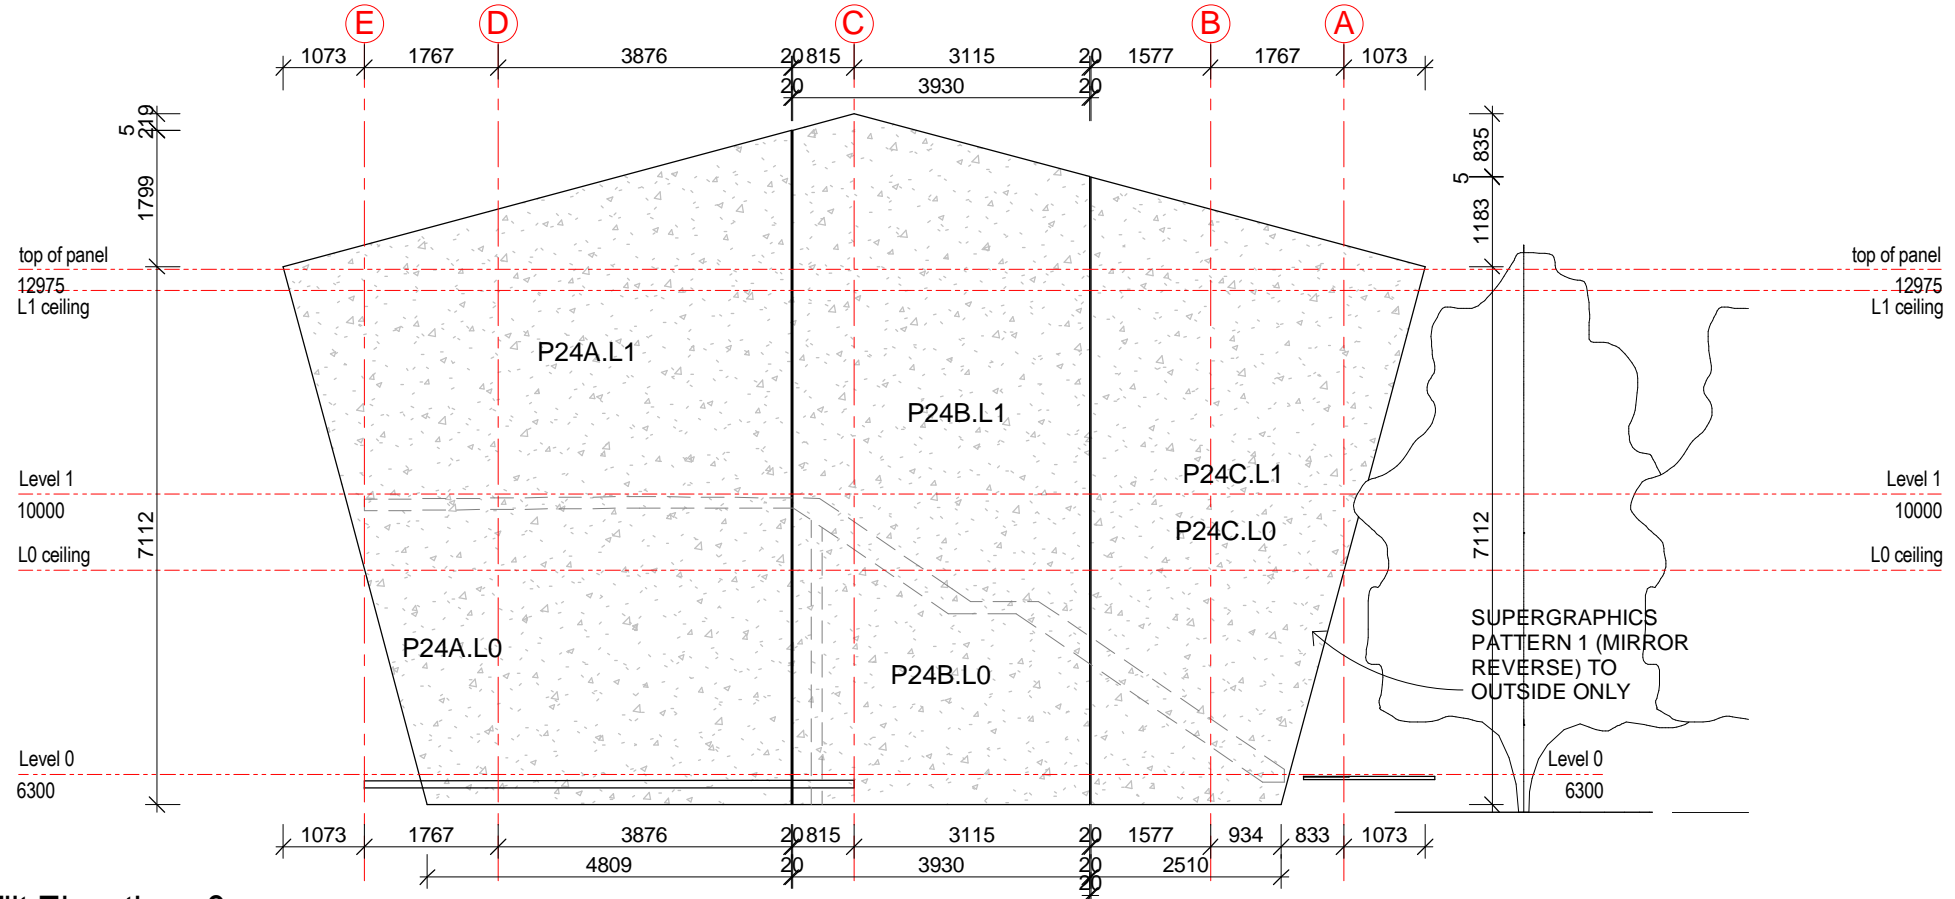 E D C B A
1073 1767 3876 20 815 3115 20 1577 1767 1073
20 3930 20
219
5
1799
7112
835
5
1183
7112
top of panel
12975
L1 ceiling
top of panel
12975
L1 ceiling
P24A.L1
P24B.L1
P24C.L1
Level 1
10000
Level 1
10000
P24C.L0
L0 ceiling
L0 ceiling
P24A.L0
P24B.L0
SUPERGRAPHICS
PATTERN 1 (MIRROR
REVERSE) TO
OUTSIDE ONLY
Level 0
6300
Level 0
6300
1073 1767 3876 20 815 3115 20 1577 934 833 1073
4809 20 3930 20 2510
20